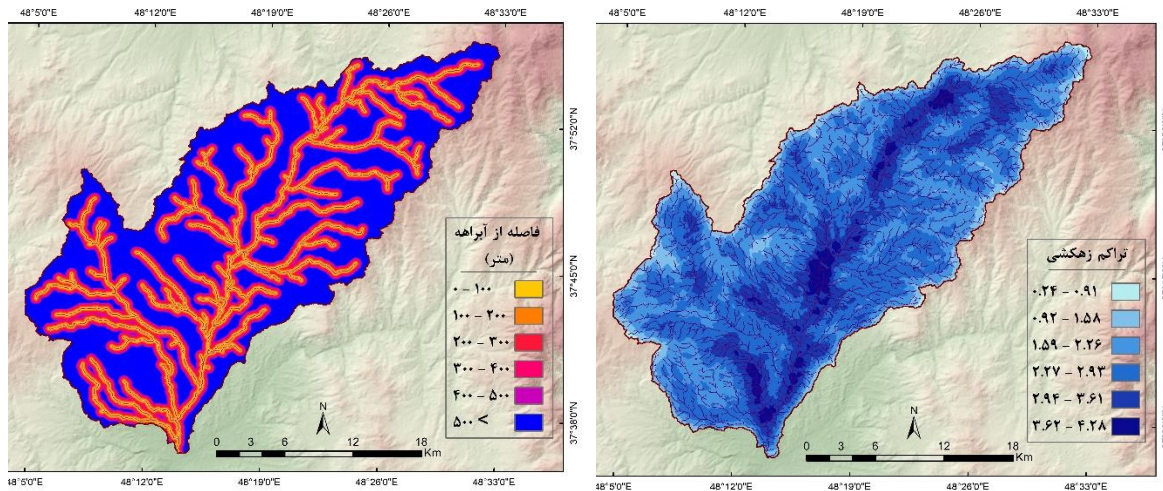 48°5'0"E 48°12'0"E 48°19'0"E 48°26'0"E 48°33'0"E
37°52'0"N
37°45'0"N
37°38'0"N
فاصله از آبراهه
(متر)
۰ - ۱۰۰
۱۰۰ - ۲۰۰
۲۰۰ - ۳۰۰
۳۰۰ - ۴۰۰
۴۰۰ - ۵۰۰
۵۰۰ <
N
0 3 6 12 18
Km
48°5'0"E 48°12'0"E 48°19'0"E 48°26'0"E 48°33'0"E
48°5'0"E 48°12'0"E 48°19'0"E 48°26'0"E 48°33'0"E
تراکم زهکشی
۰.۲۴ - ۰.۹۱
۰.۹۲ - ۱.۵۸
۱.۵۹ - ۲.۲۶
۲.۲۷ - ۲.۹۳
۲.۹۴ - ۳.۶۱
۳.۶۲ - ۴.۲۸
N
0 3 6 12 18
Km
48°5'0"E 48°12'0"E 48°19'0"E 48°26'0"E 48°33'0"E